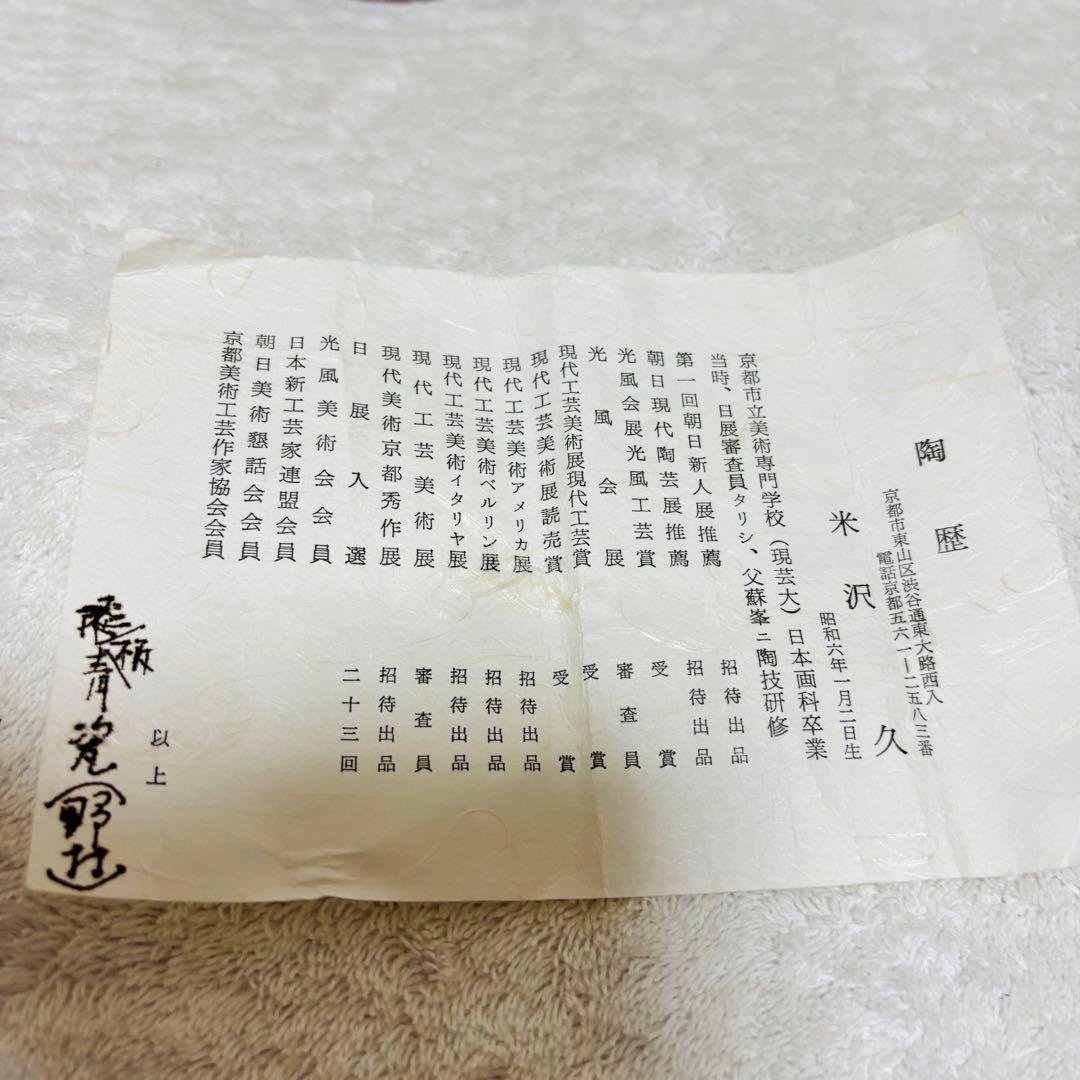 陶歴
京都市東山区渋谷通東大路西入
電話京都五六一―二五八三番
米沢久
昭和六年一月二日生
京都市立美術専門学校（現芸大）日本画科卒業
当時、日展審査員タリシ、父蘇峯ニ陶技研修
第一回朝日新人展推薦 招待出品
朝日現代陶芸展推薦 招待出品
光風会展光風工芸賞 受賞
光風会展 審査員
現代工芸美術展現代工芸賞 受賞
現代工芸美術展読売賞 受賞
現代工芸美術アメリカ展 招待出品
現代工芸美術ベルリン展 招待出品
現代工芸美術イタリヤ展 招待出品
現代工芸美術展 審査員
現代美術京都秀作展 招待出品
日展入選 二十三回
光風美術会会員
日本新工芸家連盟会員
朝日美術懇話会会員
京都美術工芸作家協会会員
以上
青瓷